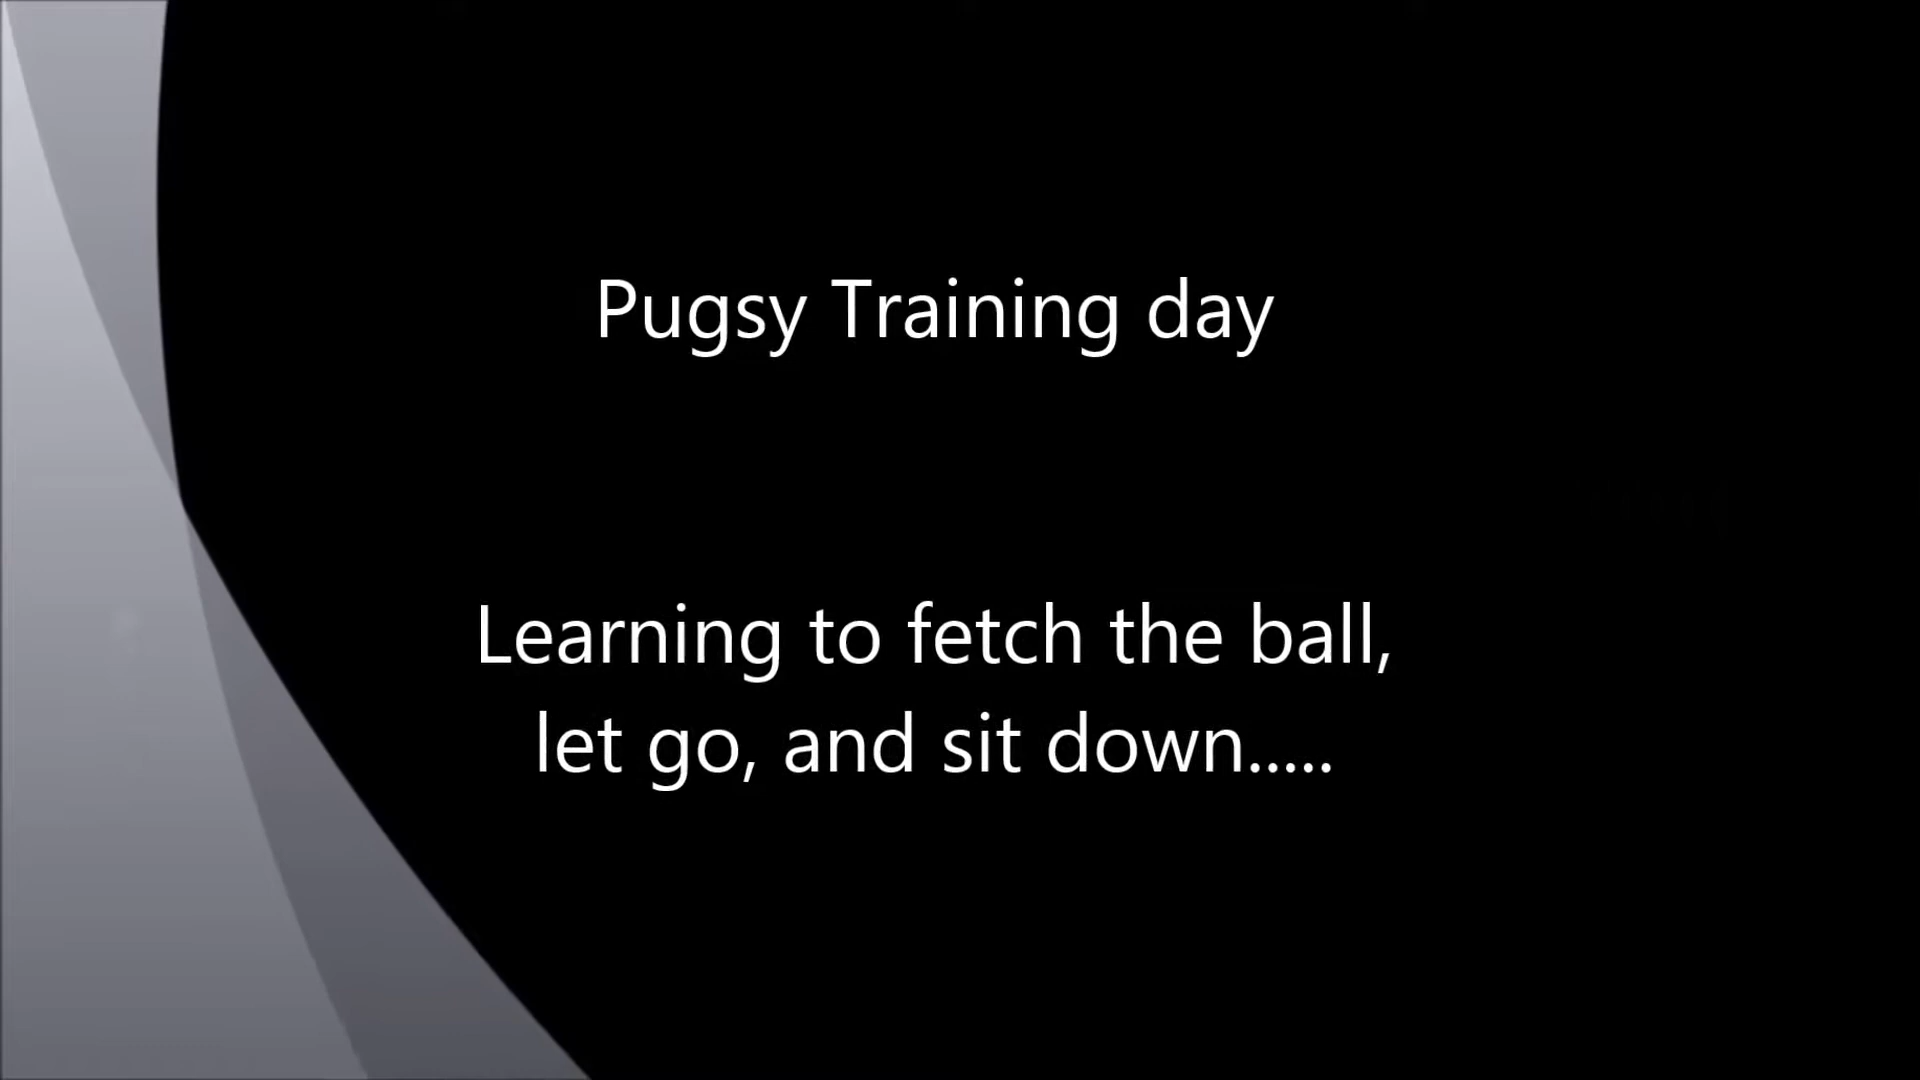 Pugsy Training day
Learning to fetch the ball,
let go, and sit down.....